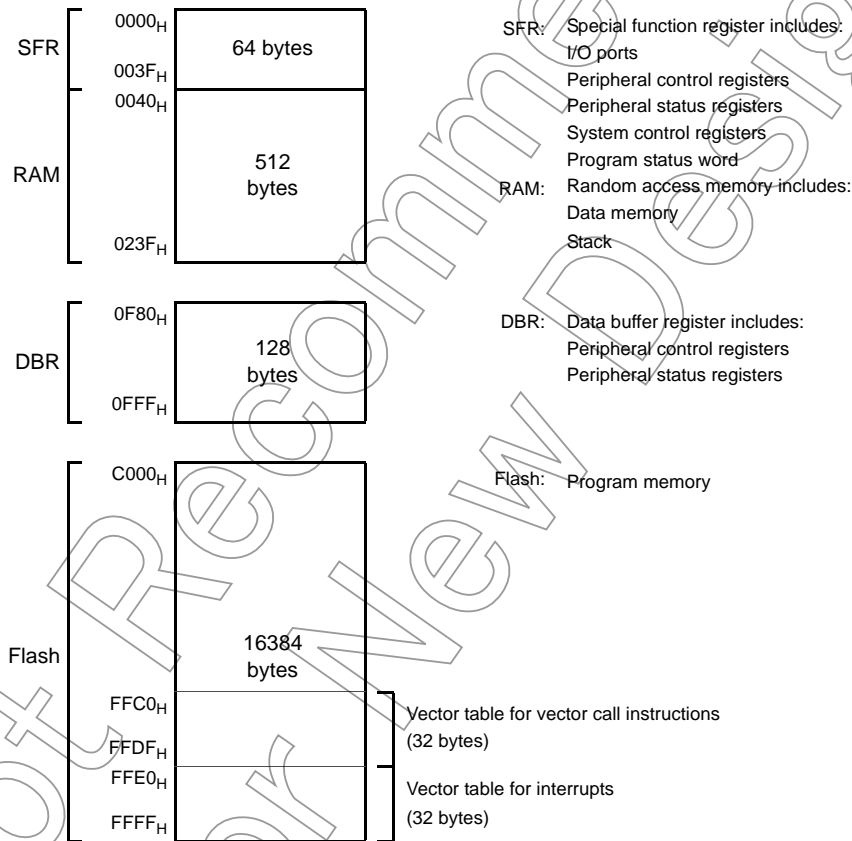 SFR
0000H
64 bytes
003FH
RAM
0040H
512
bytes
023FH
DBR
0F80H
128
bytes
0FFFH
Flash
C000H
16384
bytes
FFC0H
FFDFH
FFE0H
FFFFH
Vector table for vector call instructions
(32 bytes)
Vector table for interrupts
(32 bytes)
SFR: Special function register includes:
I/O ports
Peripheral control registers
Peripheral status registers
System control registers
Program status word
RAM: Random access memory includes:
Data memory
Stack
DBR: Data buffer register includes:
Peripheral control registers
Peripheral status registers
Flash: Program memory